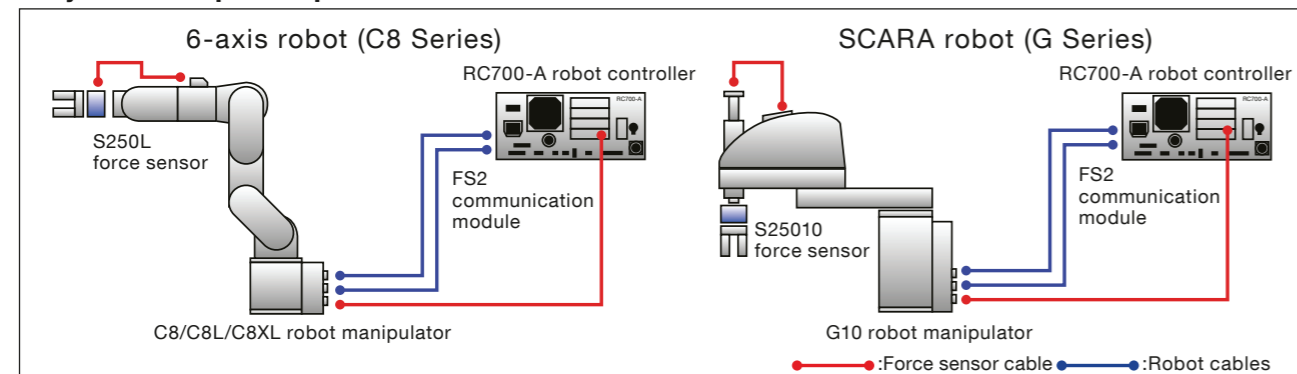 6-axis robot (C8 Series)
RC700-A robot controller
RC700-A
S250L
force sensor
FS2
communication
module
C8/C8L/C8XL robot manipulator
SCARA robot (G Series)
RC700-A robot controller
RC700-A
FS2
communication
module
S25010
force sensor
G10 robot manipulator
:Force sensor cable :Robot cables